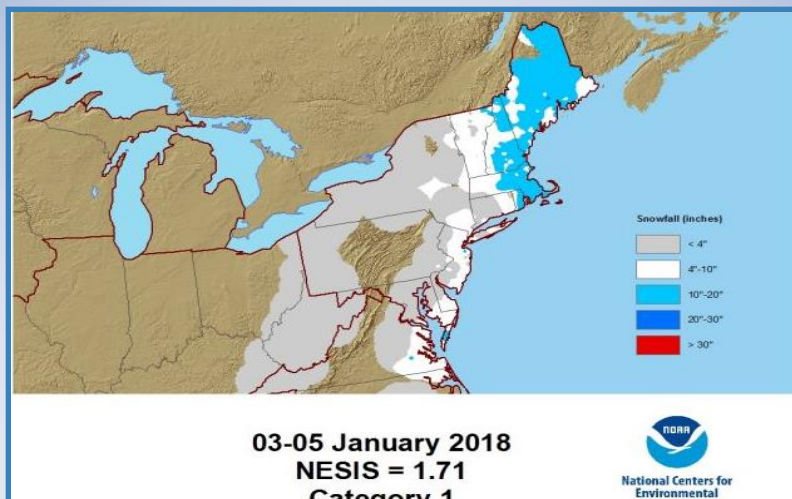 Snowfall (inches)
< 4"
4"-10"
10"-20"
20"-30"
> 30"
03-05 January 2018
NESIS = 1.71
Category 1
NOAA
National Centers for
Environmental